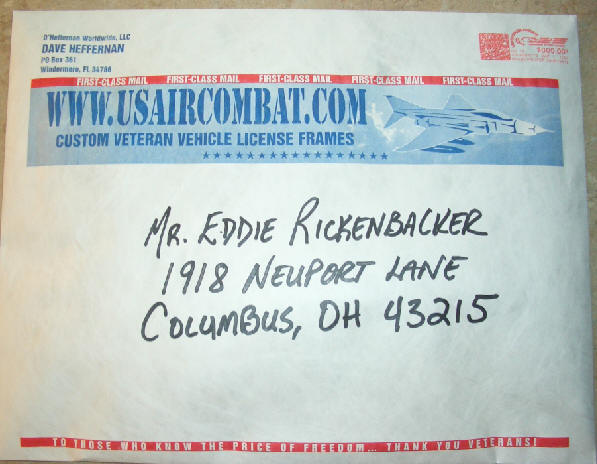 D'Heffernan Worldwide, LLC
DAVE HEFFERNAN
PO Box 361
Windermere, FL 34786
FIRST-CLASS MAIL FIRST-CLASS MAIL FIRST-CLASS MAIL FIRST-CLASS MAIL FIRST-CLASS MAIL
WWW.USAIRCOMBAT.COM
CUSTOM VETERAN VEHICLE LICENSE FRAMES
MR. EDDIE RICKENBACKER
1918 NEUPORT LANE
COLUMBUS, OH 43215
TO THOSE WHO KNOW THE PRICE OF FREEDOM... THANK YOU VETERANS!